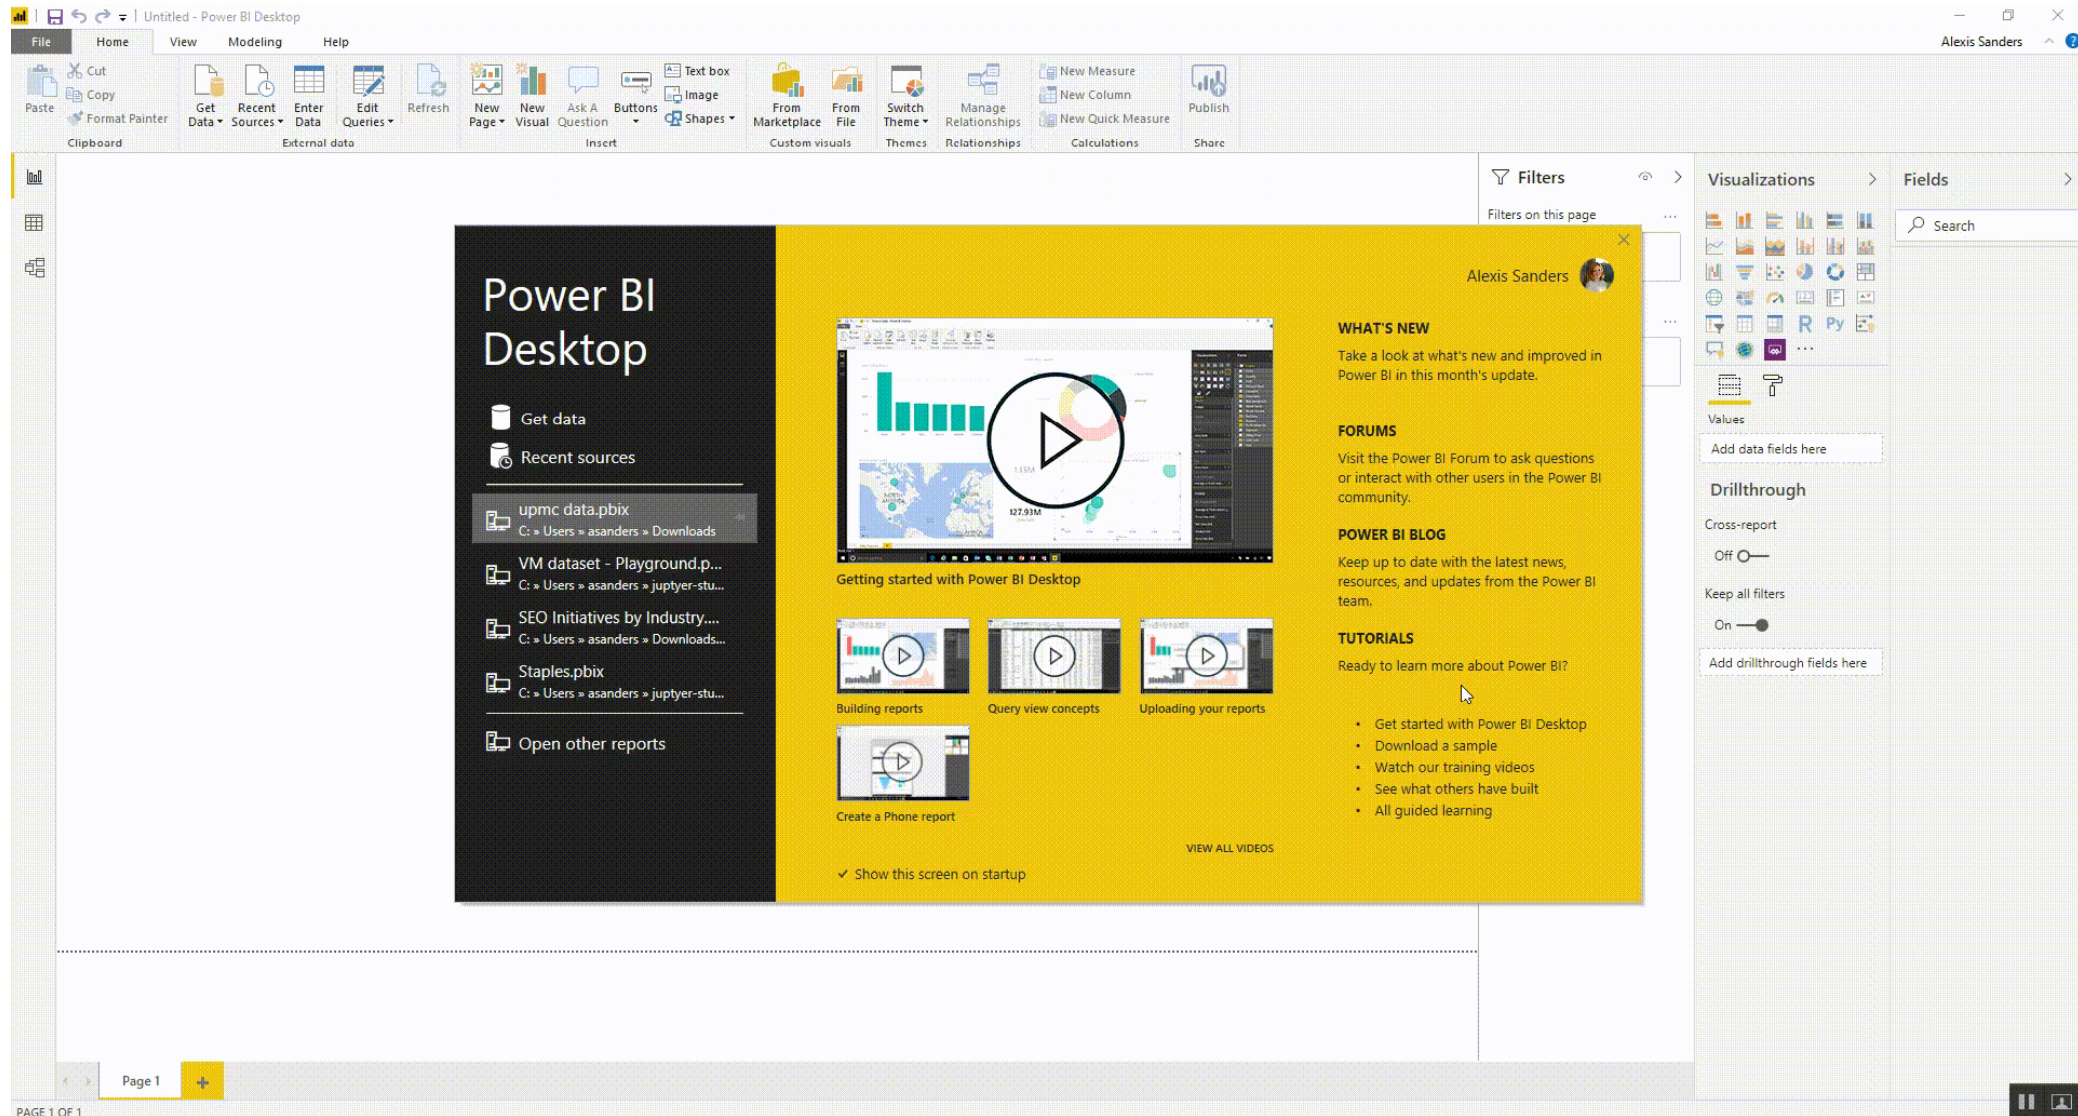 Untitled - Power BI Desktop
File Home View Modeling Help
Alexis Sanders
Paste
Cut
Copy
Format Painter
Clipboard
Get Data
Recent Sources
Enter Data
Edit Queries
Refresh
External data
New Page
New Visual
Ask A Question
Buttons
Text box
Image
Shapes
Insert
From Marketplace
From File
Custom visuals
Switch Theme
Themes
Manage Relationships
Relationships
New Measure
New Column
New Quick Measure
Calculations
Publish
Share
Filters
Filters on this page
Visualizations
R
Py
Values
Add data fields here
Drillthrough
Cross-report
Off
Keep all filters
On
Add drillthrough fields here
Fields
Search
Power BI
Desktop
Get data
Recent sources
upmc data.pbix
C: » Users » asanders » Downloads
VM dataset - Playground.p...
C: » Users » asanders » juptyer-stu...
SEO Initiatives by Industry....
C: » Users » asanders » Downloads...
Staples.pbix
C: » Users » asanders » juptyer-stu...
Open other reports
127.93M
Getting started with Power BI Desktop
Building reports
Query view concepts
Uploading your reports
Create a Phone report
VIEW ALL VIDEOS
✓ Show this screen on startup
Alexis Sanders
WHAT'S NEW
Take a look at what's new and improved in
Power BI in this month's update.
FORUMS
Visit the Power BI Forum to ask questions
or interact with other users in the Power BI
community.
POWER BI BLOG
Keep up to date with the latest news,
resources, and updates from the Power BI
team.
TUTORIALS
Ready to learn more about Power BI?
• Get started with Power BI Desktop
• Download a sample
• Watch our training videos
• See what others have built
• All guided learning
Page 1
PAGE 1 OF 1